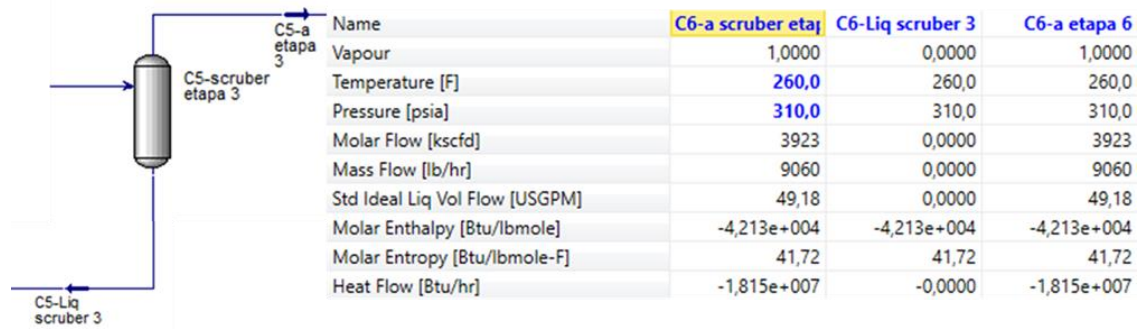 C5-a
etapa
3
C5-scruber
etapa 3
C5-Liq
scruber 3
Name C6-a scruber etap C6-Liq scruber 3 C6-a etapa 6
Vapour 1,0000 0,0000 1,0000
Temperature [F] 260,0 260,0 260,0
Pressure [psia] 310,0 310,0 310,0
Molar Flow [kscfd] 3923 0,0000 3923
Mass Flow [lb/hr] 9060 0,0000 9060
Std Ideal Liq Vol Flow [USGPM] 49,18 0,0000 49,18
Molar Enthalpy [Btu/lbmole] -4,213e+004 -4,213e+004 -4,213e+004
Molar Entropy [Btu/lbmole-F] 41,72 41,72 41,72
Heat Flow [Btu/hr] -1,815e+007 -0,0000 -1,815e+007